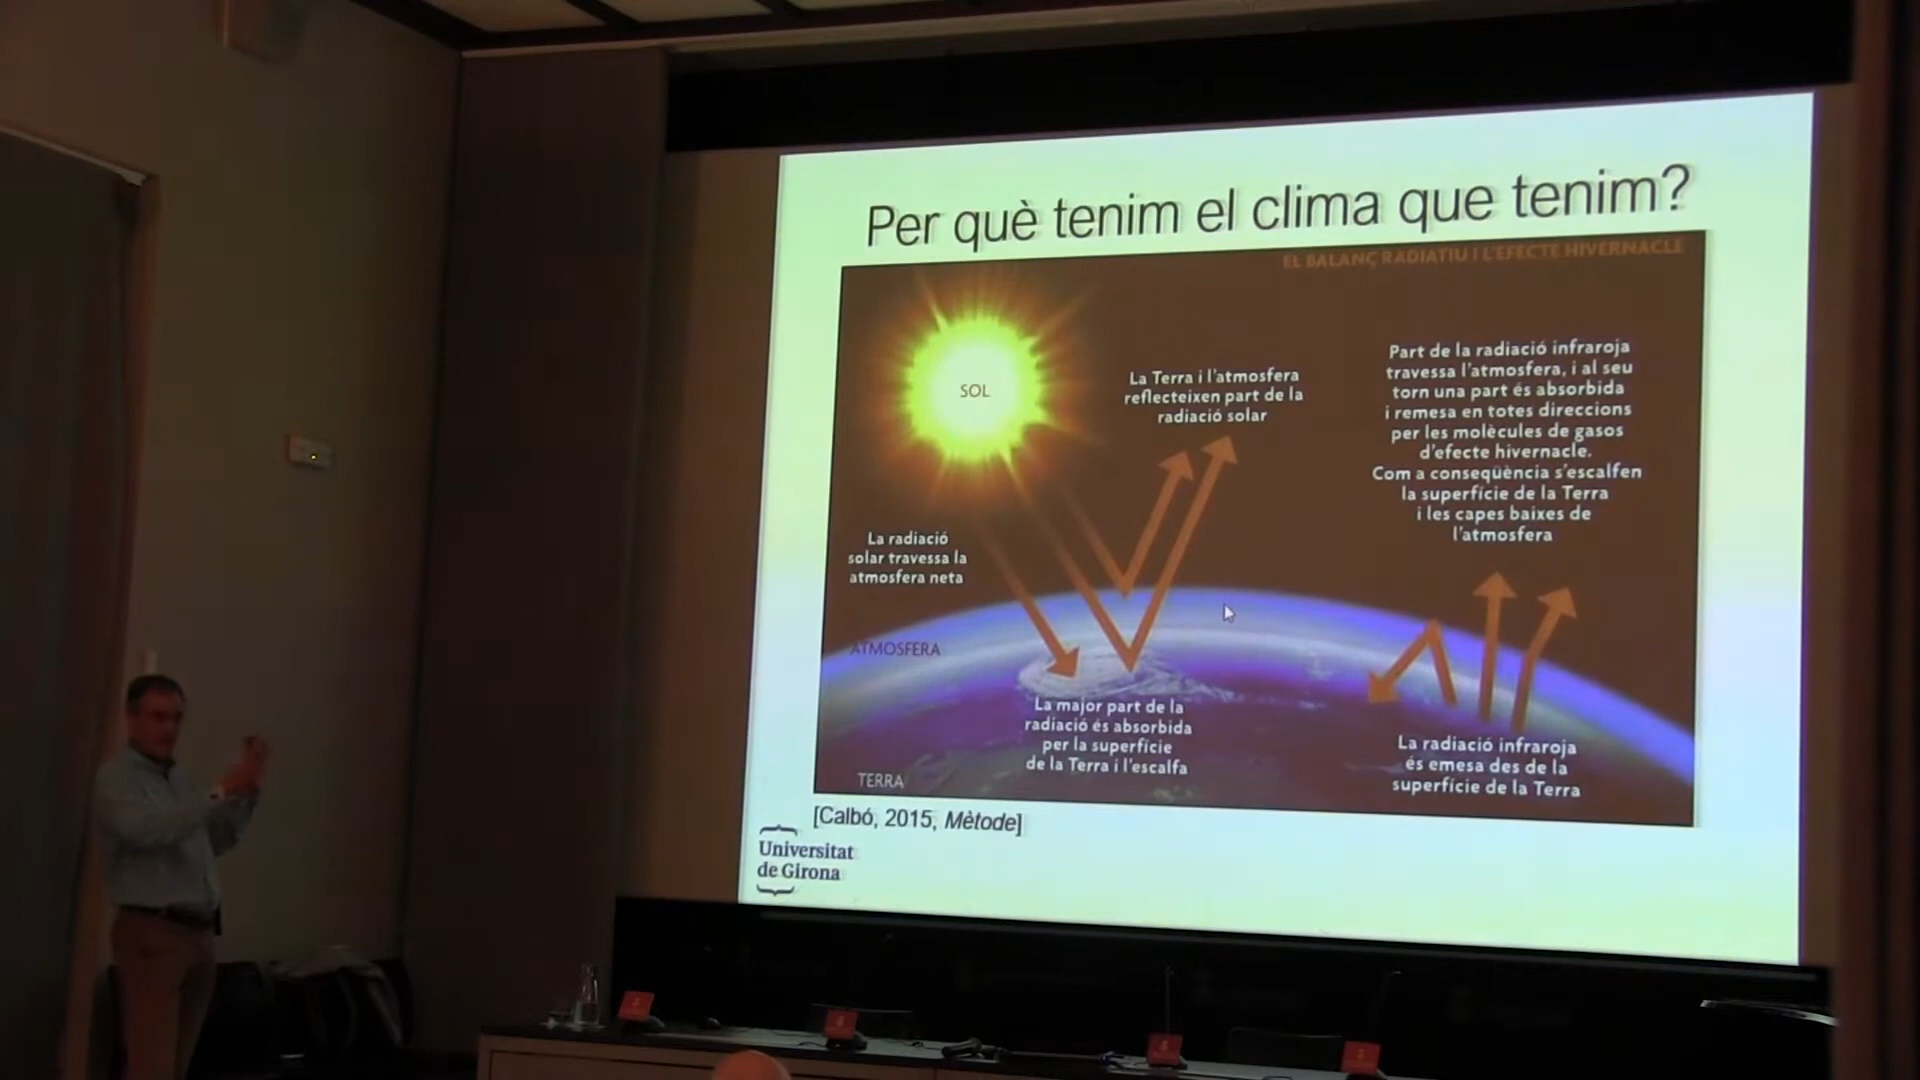 Per què tenim el clima que tenim?
EL BALANÇ RADIATIU I L'EFECTE HIVERNACLE
SOL
La Terra i l'atmosfera
reflecteixen part de la
radiació solar
Part de la radiació infraroja
travessa l'atmosfera, i al seu
torn una part és absorbida
i remesa en totes direccions
per les molècules de gasos
d'efecte hivernacle.
Com a conseqüència s'escalfen
la superfície de la Terra
i les capes baixes de
l'atmosfera
La radiació
solar travessa la
atmosfera neta
ATMOSFERA
La major part de la
radiació és absorbida
per la superfície
de la Terra i l'escalfa
La radiació infraroja
és emesa des de la
superfície de la Terra
TERRA
[Calbó, 2015, Mètode]
Universitat
de Girona